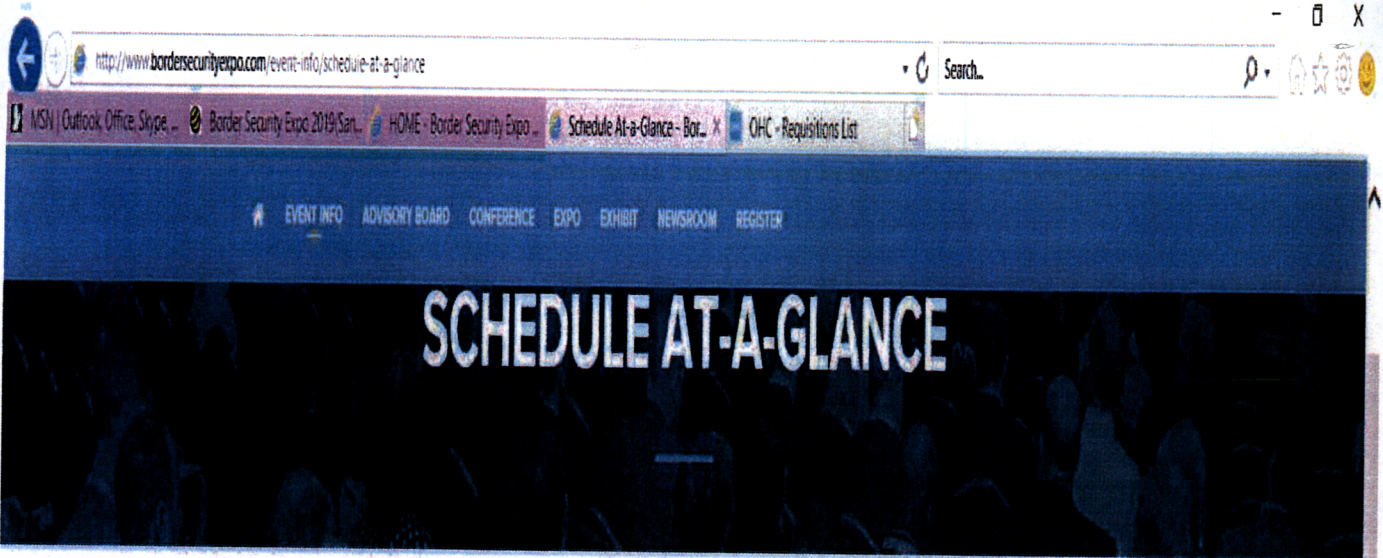 http://www.bordersecurityexpo.com/event-info/schedule-at-a-glance
Search...
MSN | Outlook, Office, Skype, ...
Border Security Expo 2019/San...
HOME - Border Security Expo ...
Schedule At-a-Glance - Bor... X
OHC - Requisitions List
EVENT INFO ADVISORY BOARD CONFERENCE EXPO EXHIBIT NEWSROOM REGISTER
SCHEDULE AT-A-GLANCE